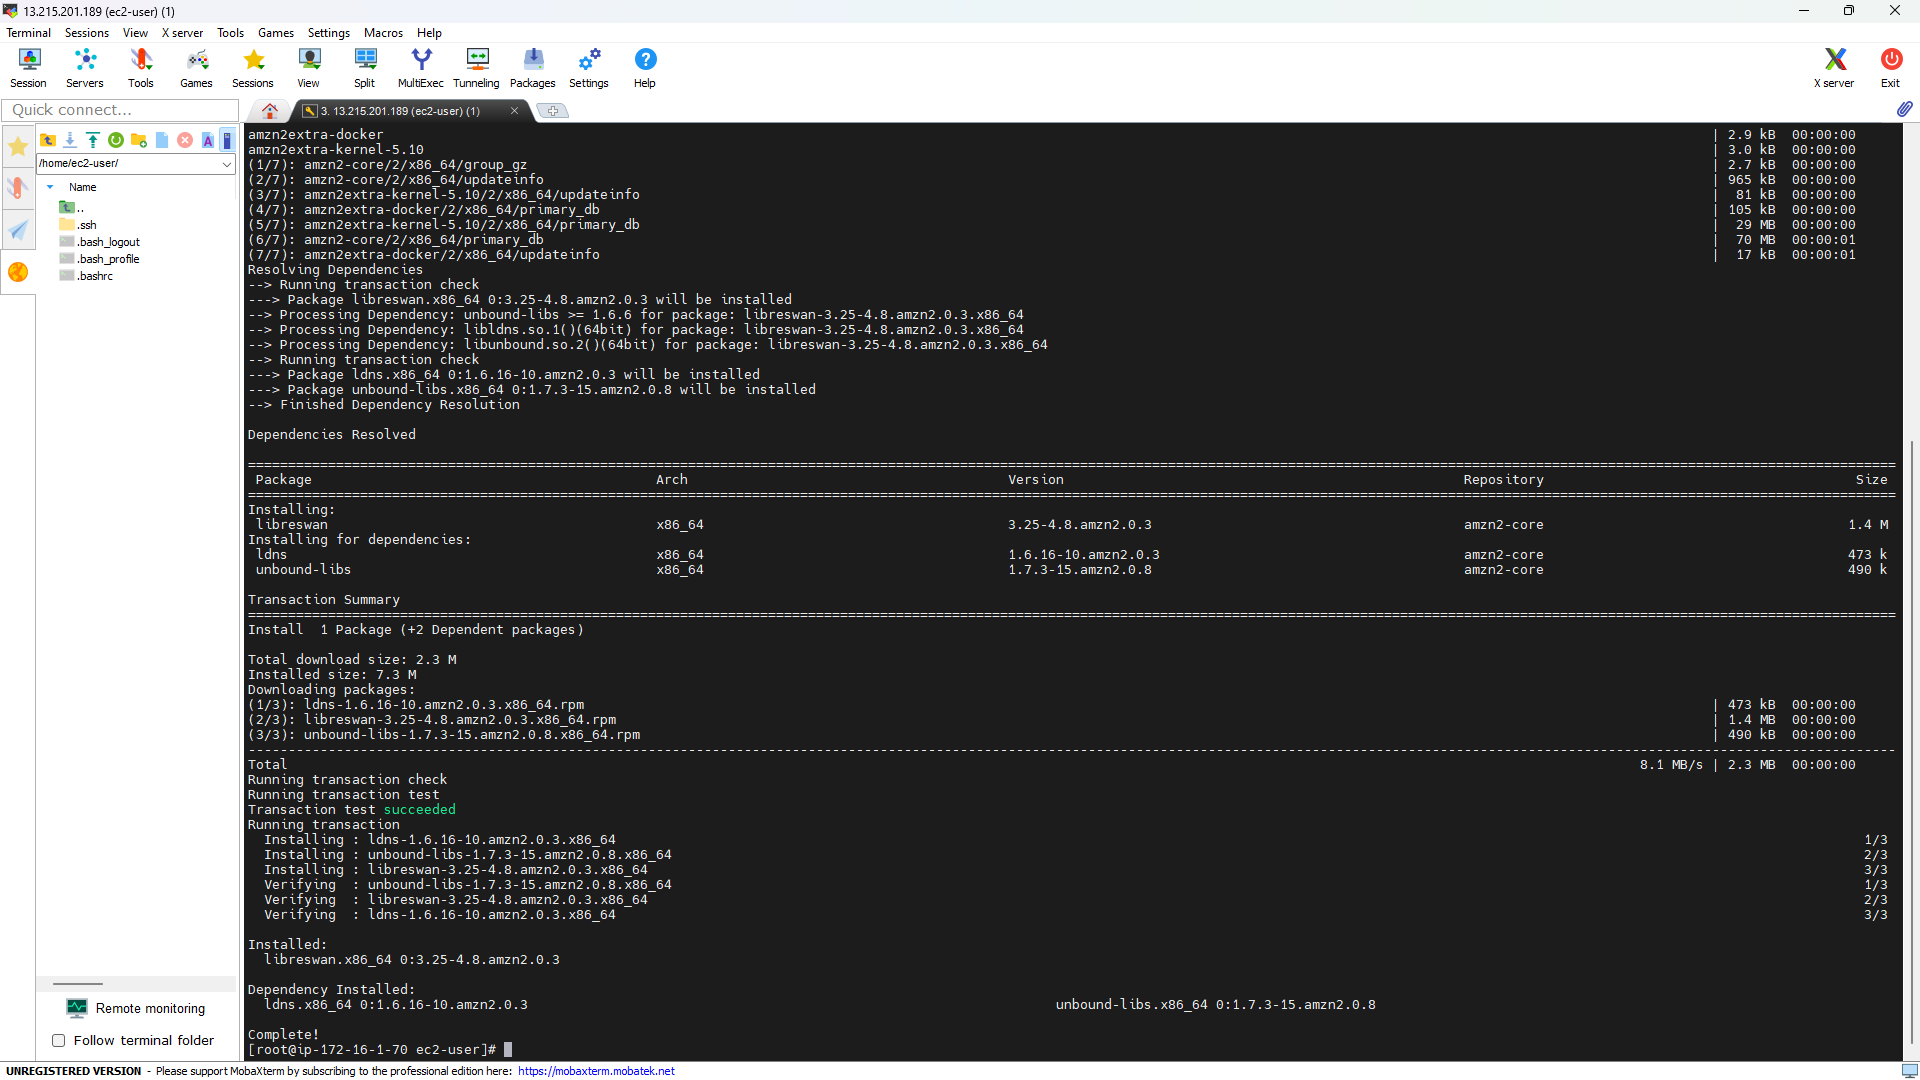 13.215.201.189 (ec2-user) (1)
Terminal Sessions View X server Tools Games Settings Macros Help
Session Servers Tools Games Sessions View Split MultiExec Tunneling Packages Settings Help X server Exit
Quick connect...
3. 13.215.201.189 (ec2-user) (1)
/home/ec2-user/
Name
..
.ssh
.bash_logout
.bash_profile
.bashrc
Remote monitoring
Follow terminal folder
amzn2extra-docker | 2.9 kB 00:00:00
amzn2extra-kernel-5.10 | 3.0 kB 00:00:00
(1/7): amzn2-core/2/x86_64/group_gz | 2.7 kB 00:00:00
(2/7): amzn2-core/2/x86_64/updateinfo | 965 kB 00:00:00
(3/7): amzn2extra-kernel-5.10/2/x86_64/updateinfo | 81 kB 00:00:00
(4/7): amzn2extra-docker/2/x86_64/primary_db | 105 kB 00:00:00
(5/7): amzn2extra-kernel-5.10/2/x86_64/primary_db | 29 MB 00:00:00
(6/7): amzn2-core/2/x86_64/primary_db | 70 MB 00:00:01
(7/7): amzn2extra-docker/2/x86_64/updateinfo | 17 kB 00:00:01
Resolving Dependencies
--> Running transaction check
---> Package libreswan.x86_64 0:3.25-4.8.amzn2.0.3 will be installed
--> Processing Dependency: unbound-libs >= 1.6.6 for package: libreswan-3.25-4.8.amzn2.0.3.x86_64
--> Processing Dependency: libldns.so.1()(64bit) for package: libreswan-3.25-4.8.amzn2.0.3.x86_64
--> Processing Dependency: libunbound.so.2()(64bit) for package: libreswan-3.25-4.8.amzn2.0.3.x86_64
--> Running transaction check
---> Package ldns.x86_64 0:1.6.16-10.amzn2.0.3 will be installed
---> Package unbound-libs.x86_64 0:1.7.3-15.amzn2.0.8 will be installed
--> Finished Dependency Resolution
Dependencies Resolved
Package Arch Version Repository Size
Installing:
libreswan x86_64 3.25-4.8.amzn2.0.3 amzn2-core 1.4 M
Installing for dependencies:
ldns x86_64 1.6.16-10.amzn2.0.3 amzn2-core 473 k
unbound-libs x86_64 1.7.3-15.amzn2.0.8 amzn2-core 490 k
Transaction Summary
Install 1 Package (+2 Dependent packages)
Total download size: 2.3 M
Installed size: 7.3 M
Downloading packages:
(1/3): ldns-1.6.16-10.amzn2.0.3.x86_64.rpm | 473 kB 00:00:00
(2/3): libreswan-3.25-4.8.amzn2.0.3.x86_64.rpm | 1.4 MB 00:00:00
(3/3): unbound-libs-1.7.3-15.amzn2.0.8.x86_64.rpm | 490 kB 00:00:00
Total 8.1 MB/s | 2.3 MB 00:00:00
Running transaction check
Running transaction test
Transaction test succeeded
Running transaction
Installing : ldns-1.6.16-10.amzn2.0.3.x86_64 1/3
Installing : unbound-libs-1.7.3-15.amzn2.0.8.x86_64 2/3
Installing : libreswan-3.25-4.8.amzn2.0.3.x86_64 3/3
Verifying : unbound-libs-1.7.3-15.amzn2.0.8.x86_64 1/3
Verifying : libreswan-3.25-4.8.amzn2.0.3.x86_64 2/3
Verifying : ldns-1.6.16-10.amzn2.0.3.x86_64 3/3
Installed:
libreswan.x86_64 0:3.25-4.8.amzn2.0.3
Dependency Installed:
ldns.x86_64 0:1.6.16-10.amzn2.0.3 unbound-libs.x86_64 0:1.7.3-15.amzn2.0.8
Complete!
[root@ip-172-16-1-70 ec2-user]#
UNREGISTERED VERSION - Please support MobaXterm by subscribing to the professional edition here: https://mobaxterm.mobatek.net